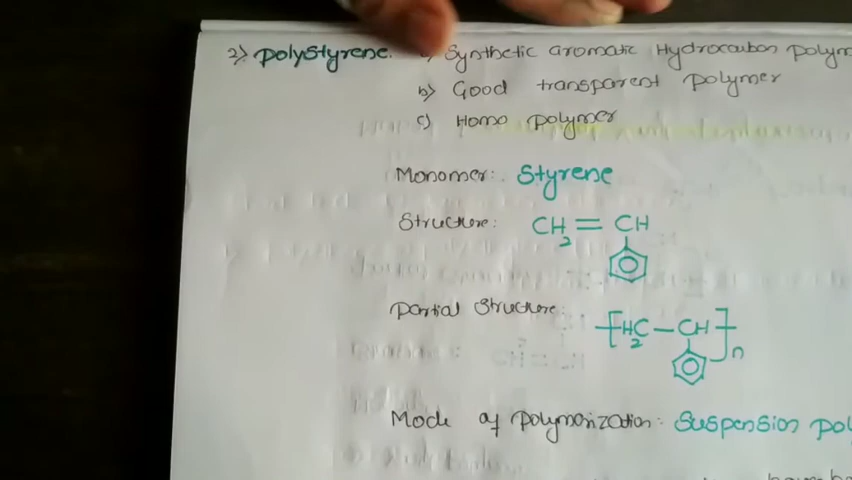 2) Polystyrene. Synthetic aromatic Hydrocarbon polym
b) Good transparent polymer
c) Homo polymer
Monomer: Styrene
Structure: CH2 = CH
Partial Structure: [H2C - CH]n
Mode of polymerization: Suspension pol